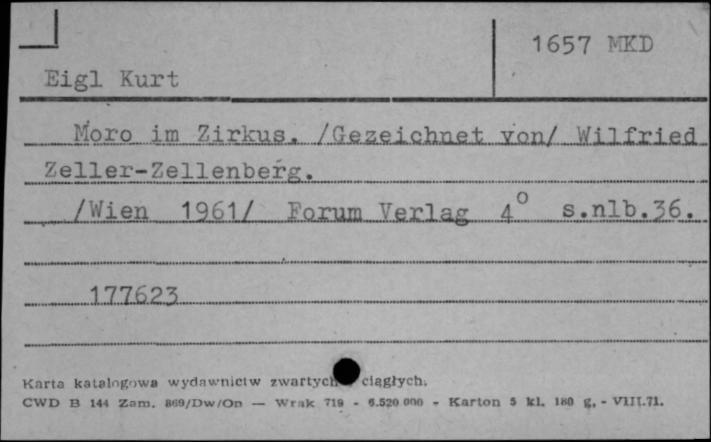 1657 MKD
Eigl Kurt
Moro im Zirkus. /Gezeichnet von/ Wilfried
Zeller-Zellenberg.
/Wien 1961/ Forum Verlag 4° s.nlb.36.
177623
Karta katalogowa wydawnictw zwartych ciągłych.
CWD B 144 Zam. 869/Dw/On — Wrak 719 - 6.520 000 - Karton 5 kl. 180 g. - VIII.71.